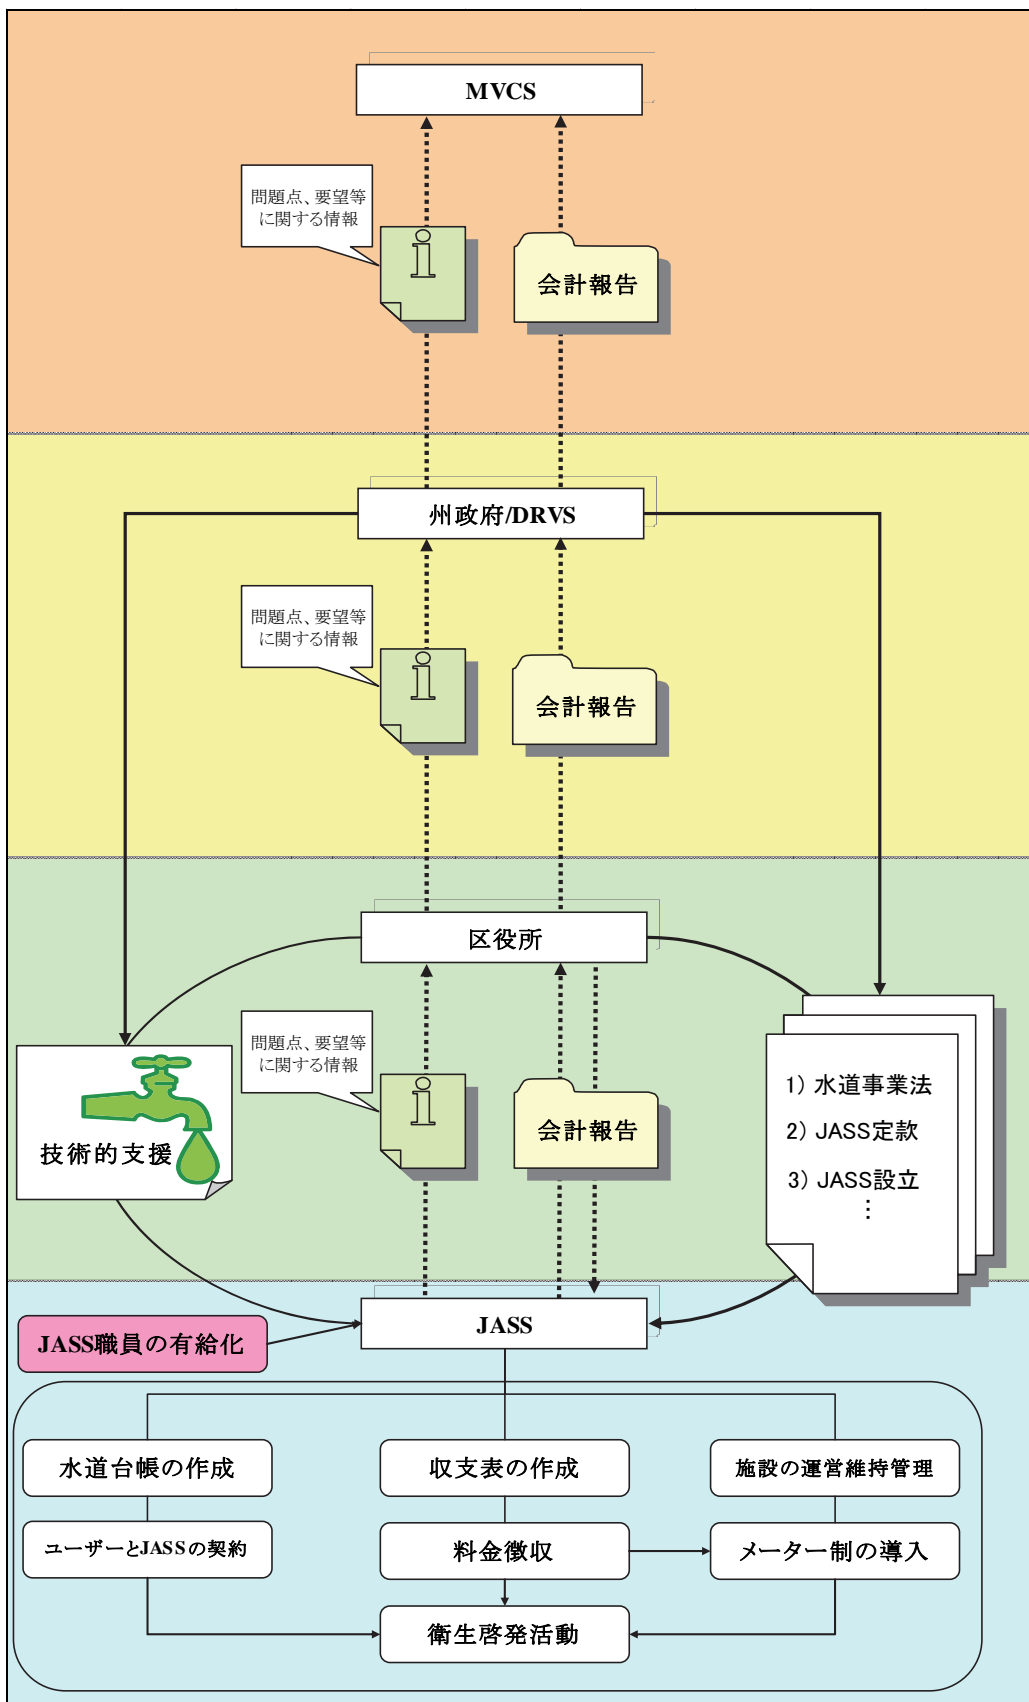 MVCS
問題点、要望等
に関する情報
i
会計報告
州政府/DRVS
問題点、要望等
に関する情報
i
会計報告
区役所
問題点、要望等
に関する情報
i
会計報告
技術的支援
1）水道事業法
2）JASS定款
3）JASS設立
⋮
JASS
JASS職員の有給化
水道台帳の作成
収支表の作成
施設の運営維持管理
ユーザーとJASSの契約
料金徴収
メーター制の導入
衛生啓発活動